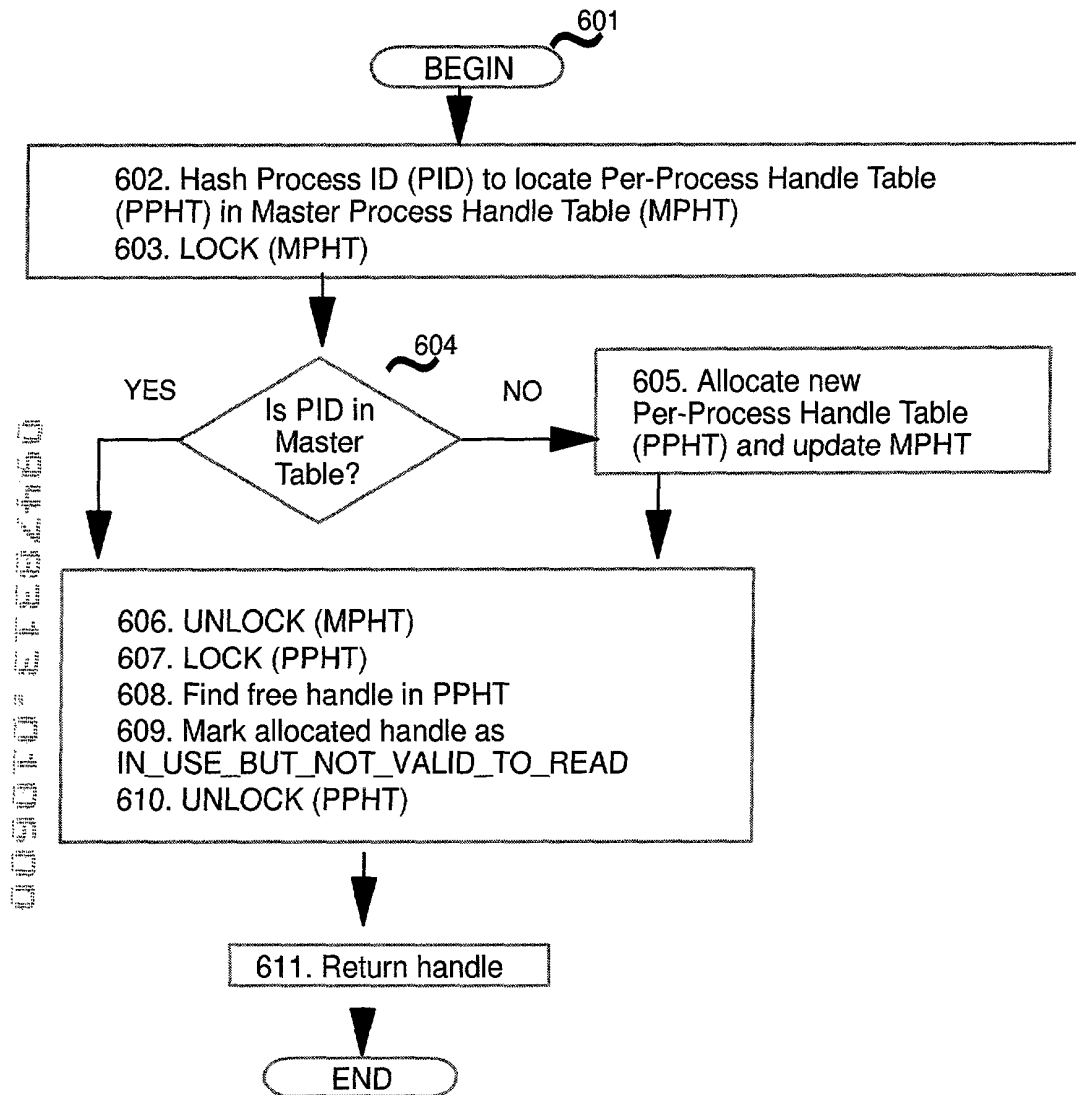 601
BEGIN
602. Hash Process ID (PID) to locate Per-Process Handle Table
(PPHT) in Master Process Handle Table (MPHT)
603. LOCK (MPHT)
604
YES
Is PID in
Master
Table?
NO
605. Allocate new
Per-Process Handle Table
(PPHT) and update MPHT
606. UNLOCK (MPHT)
607. LOCK (PPHT)
608. Find free handle in PPHT
609. Mark allocated handle as
IN_USE_BUT_NOT_VALID_TO_READ
610. UNLOCK (PPHT)
611. Return handle
END
09478313.010600